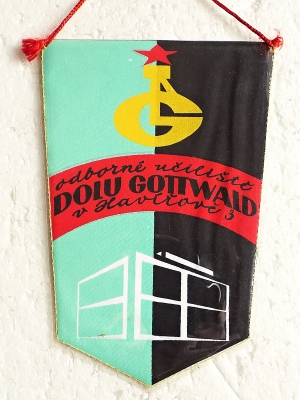 G
odborné učiliště
DOLU GOTTWALD
v Havířově 3